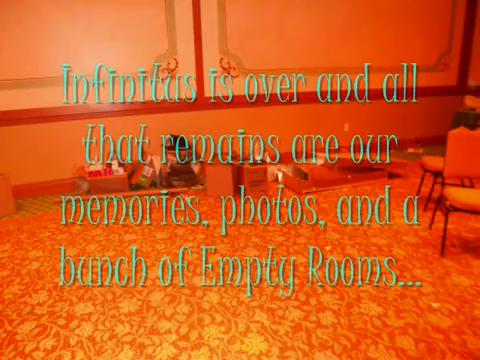 Infinitus is over and all
that remains are our
memories, photos, and a
bunch of Empty Rooms...